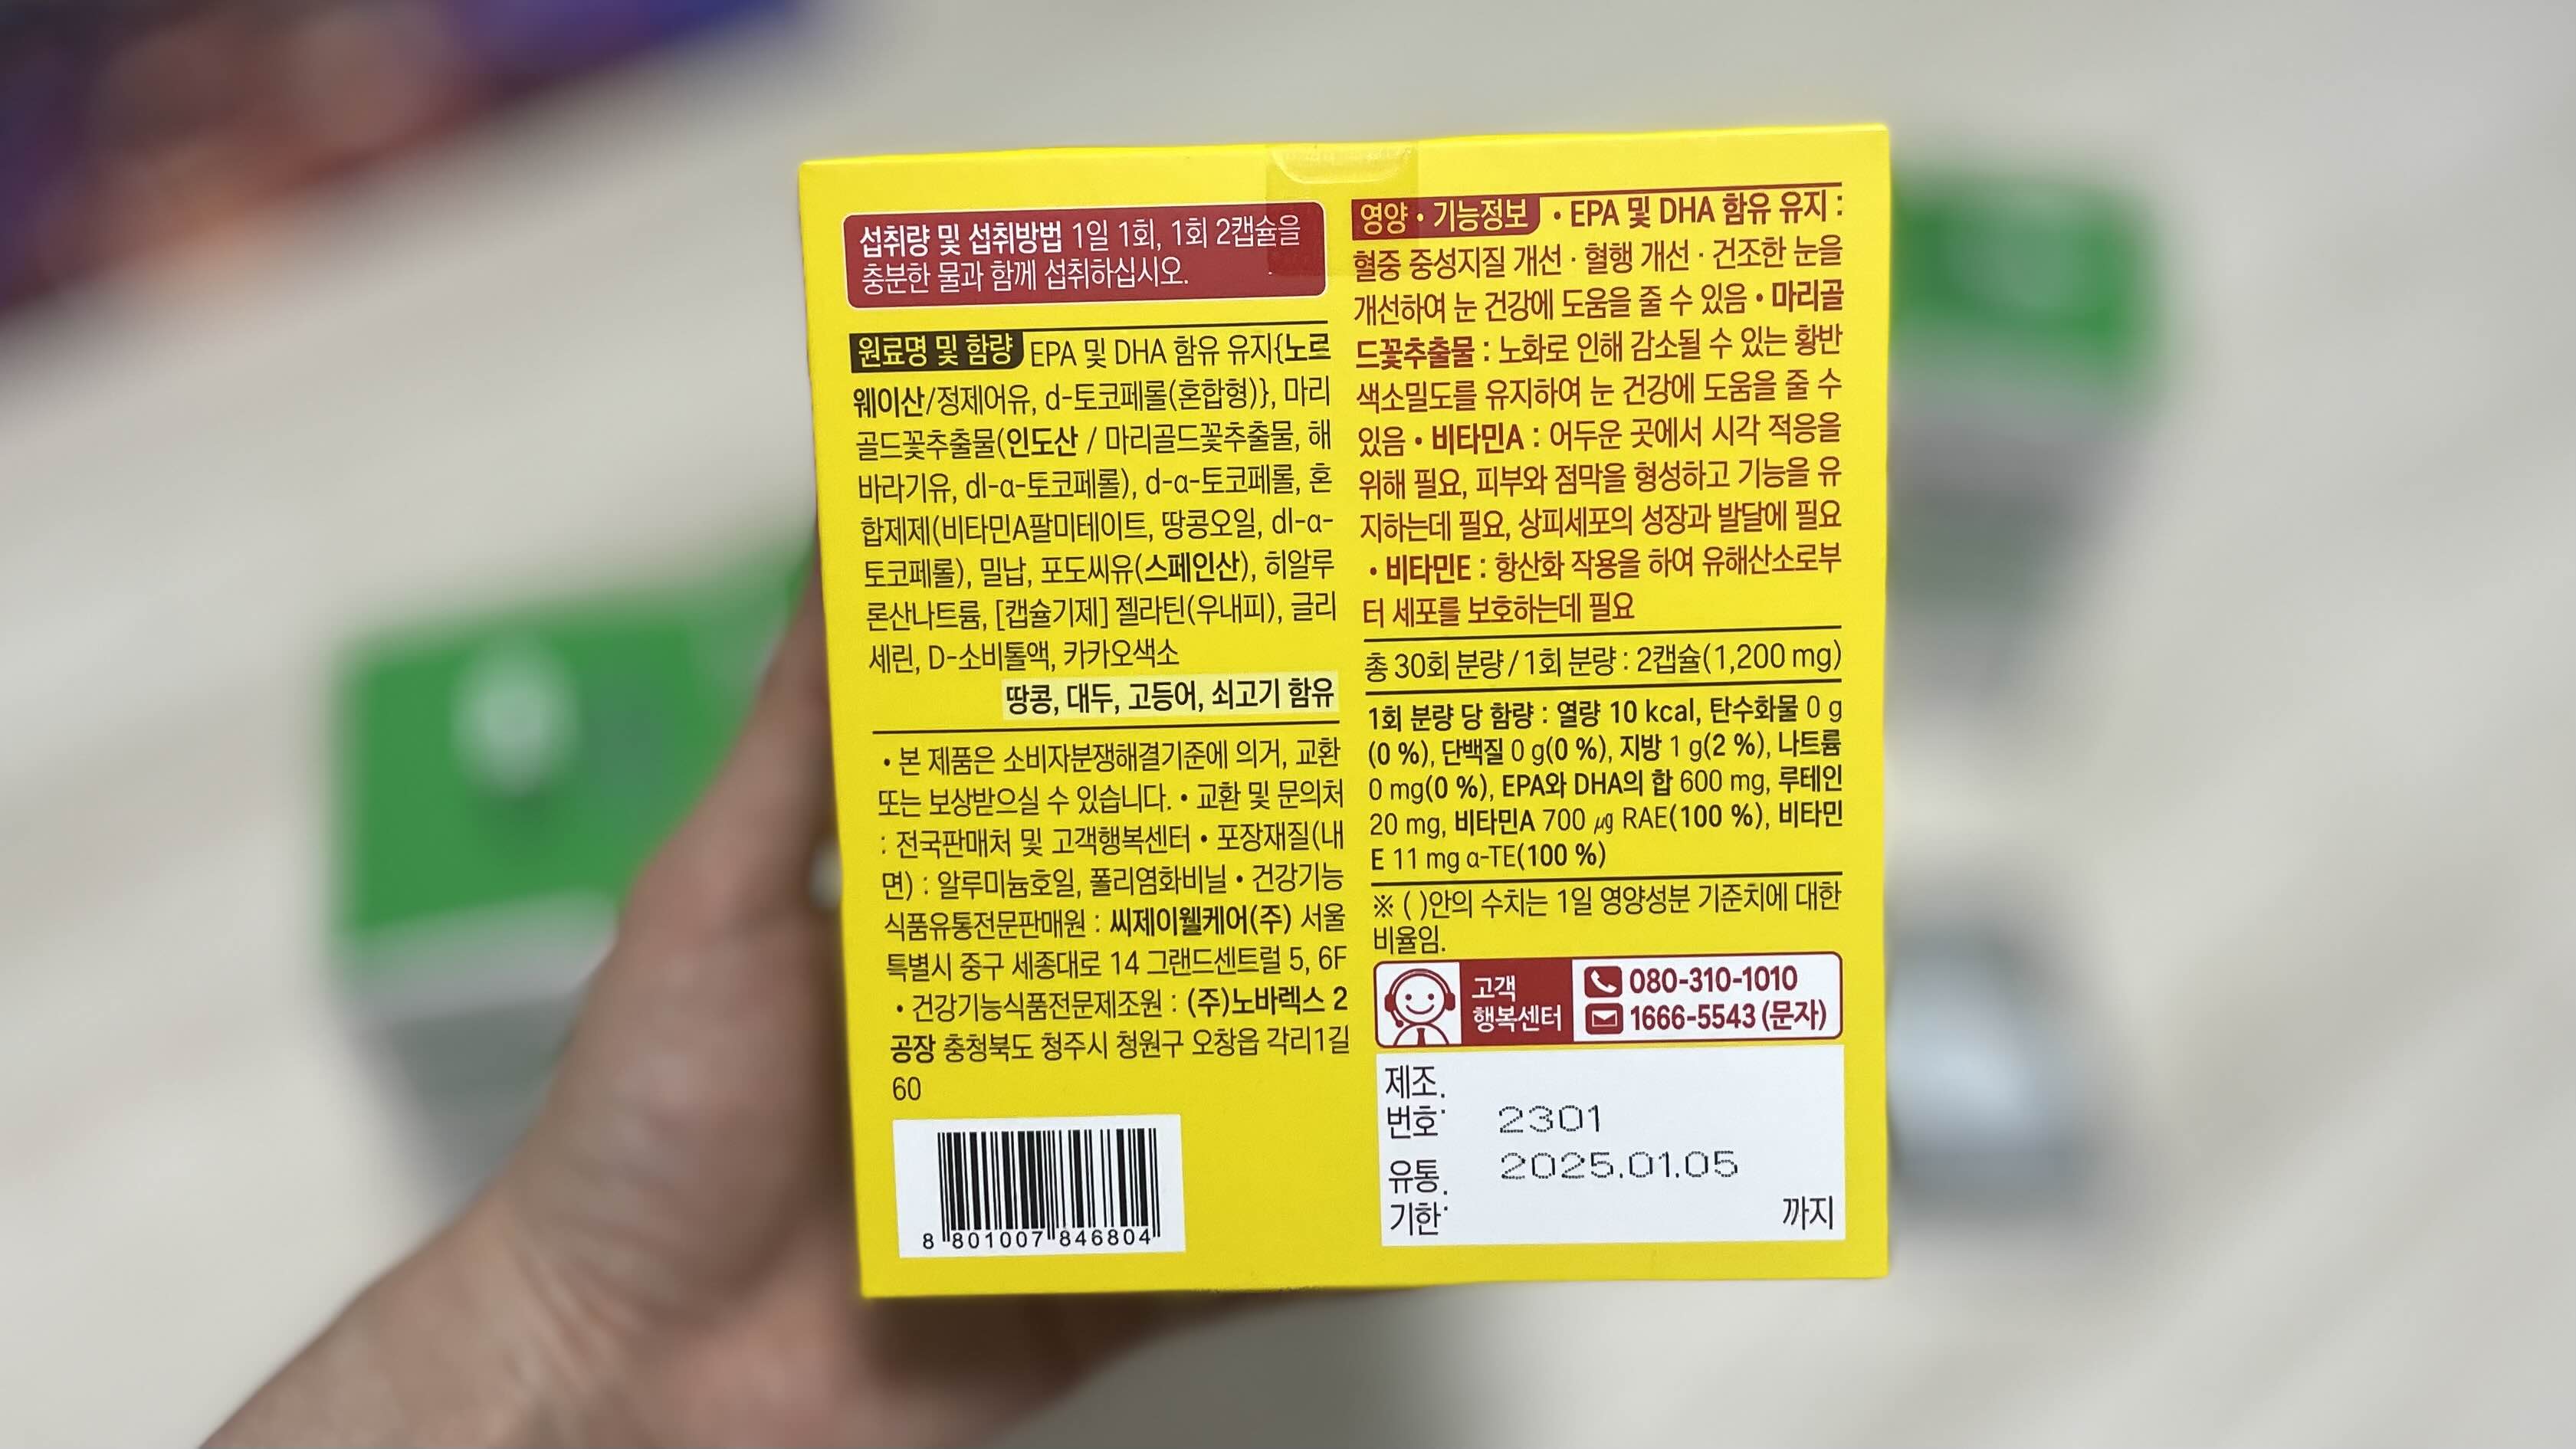 섭취량 및 섭취방법 1일 1회, 1회 2캡슐을
충분한 물과 함께 섭취하십시오.
원료명 및 함량 EPA 및 DHA 함유 유지{노르
웨이산/정제어유, d-토코페롤(혼합형)}, 마리
골드꽃추출물(인도산 / 마리골드꽃추출물, 해
바라기유, dl-α-토코페롤), d-α-토코페롤, 혼
합제제(비타민A팔미테이트, 땅콩오일, dl-α-
토코페롤), 밀납, 포도씨유(스페인산), 히알루
론산나트륨, [캡슐기제] 젤라틴(우내피), 글리
세린, D-소비톨액, 카카오색소
땅콩, 대두, 고등어, 쇠고기 함유
• 본 제품은 소비자분쟁해결기준에 의거, 교환
또는 보상받으실 수 있습니다. • 교환 및 문의처
: 전국판매처 및 고객행복센터 • 포장재질(내
면) : 알루미늄호일, 폴리염화비닐 • 건강기능
식품유통전문판매원 : 씨제이웰케어(주) 서울
특별시 중구 세종대로 14 그랜드센트럴 5, 6F
• 건강기능식품전문제조원 : (주)노바렉스 2
공장 충청북도 청주시 청원구 오창읍 각리1길
60
8 801007 846804
영양 • 기능정보 • EPA 및 DHA 함유 유지 :
혈중 중성지질 개선 · 혈행 개선 · 건조한 눈을
개선하여 눈 건강에 도움을 줄 수 있음 • 마리골
드꽃추출물 : 노화로 인해 감소될 수 있는 황반
색소밀도를 유지하여 눈 건강에 도움을 줄 수
있음 • 비타민A : 어두운 곳에서 시각 적응을
위해 필요, 피부와 점막을 형성하고 기능을 유
지하는데 필요, 상피세포의 성장과 발달에 필요
• 비타민E : 항산화 작용을 하여 유해산소로부
터 세포를 보호하는데 필요
총 30회 분량 / 1회 분량 : 2캡슐(1,200 mg)
1회 분량 당 함량 : 열량 10 kcal, 탄수화물 0 g
(0 %), 단백질 0 g(0 %), 지방 1 g(2 %), 나트륨
0 mg(0 %), EPA와 DHA의 합 600 mg, 루테인
20 mg, 비타민A 700 ㎍ RAE(100 %), 비타민
E 11 mg α-TE(100 %)
※ ( )안의 수치는 1일 영양성분 기준치에 대한
비율임.
고객
행복센터
080-310-1010
1666-5543 (문자)
제조
번호: 2301
유통
기한: 2025.01.05
까지